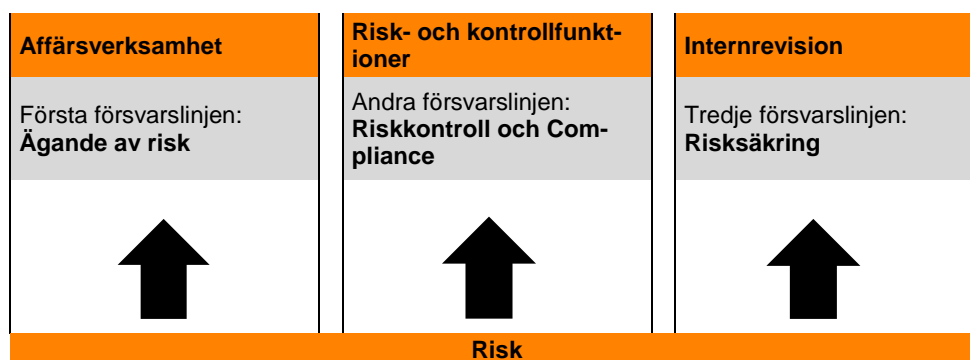 Affärsverksamhet
Risk- och kontrollfunkt-
ioner
Internrevision
Första försvarslinjen:
Ägande av risk
Andra försvarslinjen:
Riskkontroll och Com-
pliance
Tredje försvarslinjen:
Risksäkring
Risk